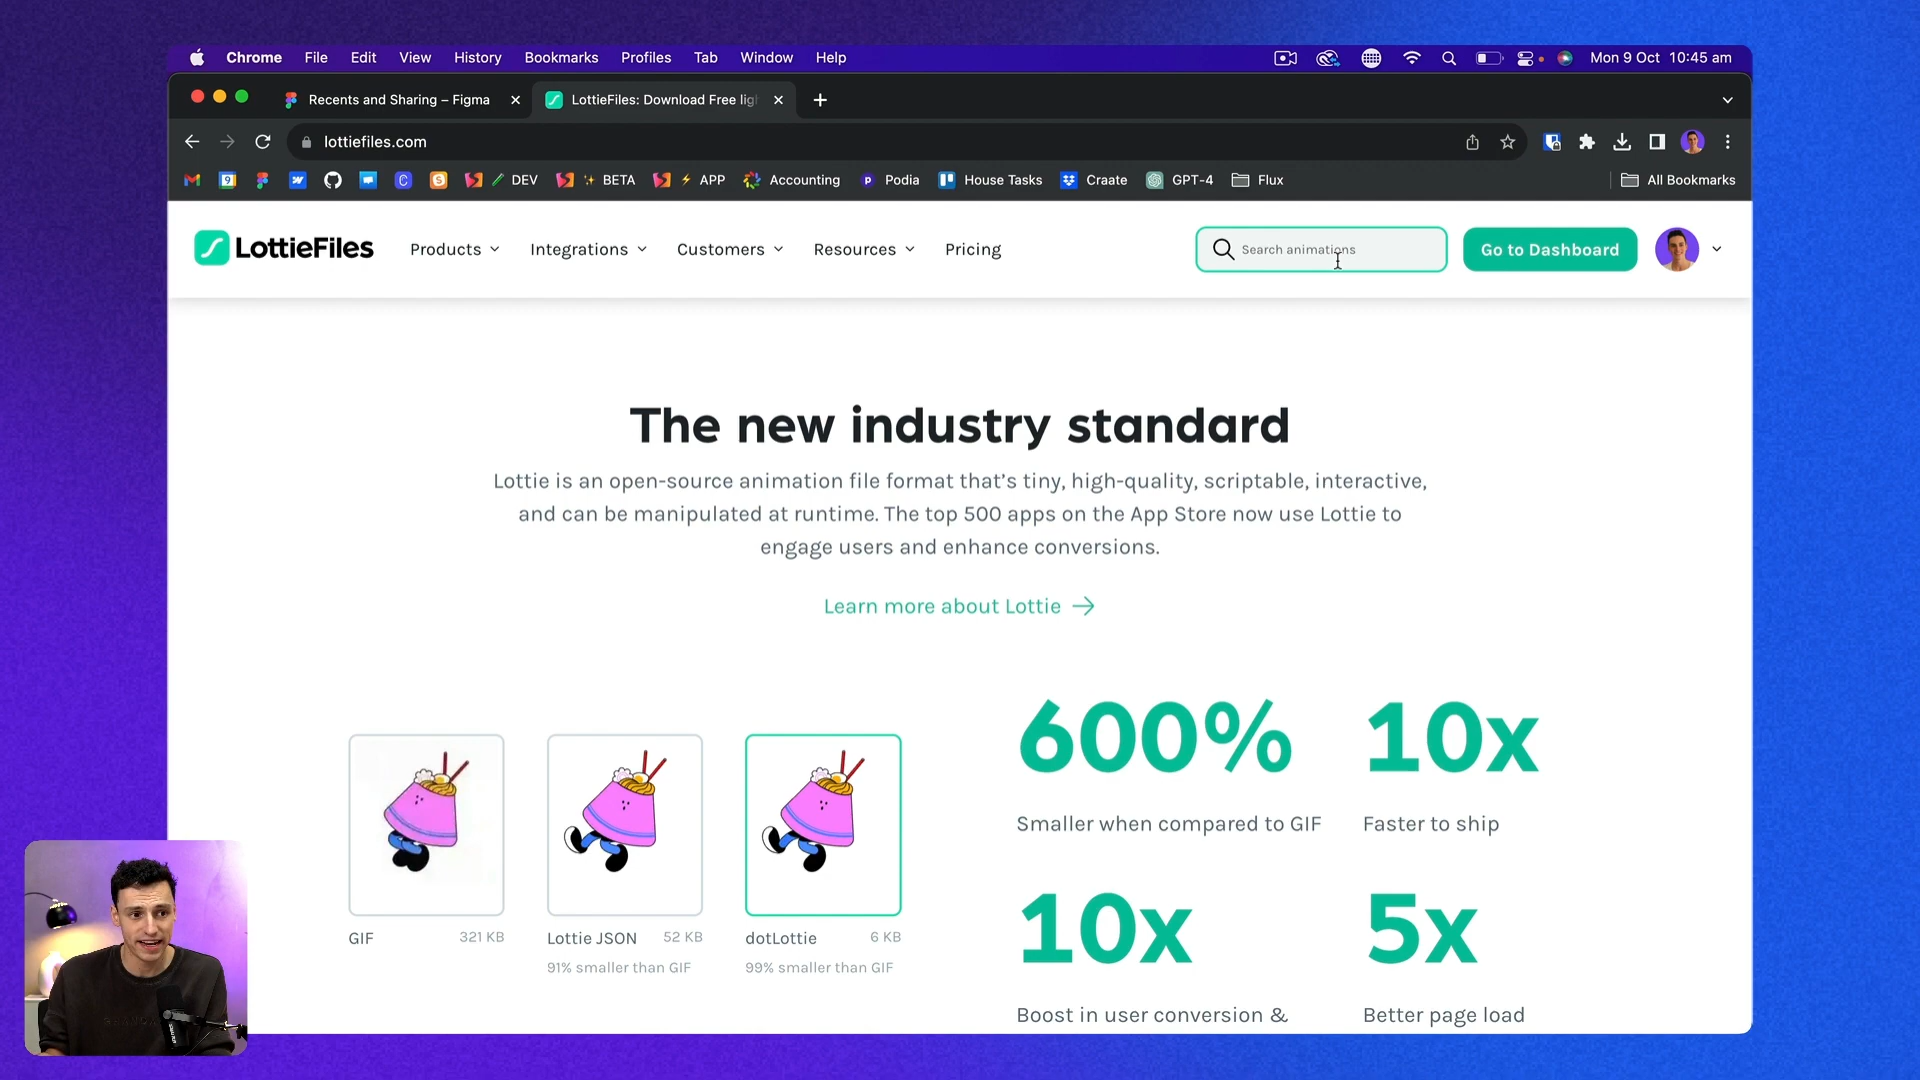 Chrome File Edit View History Bookmarks Profiles Tab Window Help Mon 9 Oct 10:45 am
Recents and Sharing – Figma LottieFiles: Download Free lig
lottiefiles.com
DEV BETA APP Accounting Podia House Tasks Craate GPT-4 Flux All Bookmarks
LottieFiles Products Integrations Customers Resources Pricing Search animations Go to Dashboard
The new industry standard
Lottie is an open-source animation file format that’s tiny, high-quality, scriptable, interactive,
and can be manipulated at runtime. The top 500 apps on the App Store now use Lottie to
engage users and enhance conversions.
Learn more about Lottie
600% 10x
Smaller when compared to GIF Faster to ship
10x 5x
GIF 321 KB Lottie JSON 52 KB dotLottie 6 KB
91% smaller than GIF 99% smaller than GIF
Boost in user conversion & Better page load